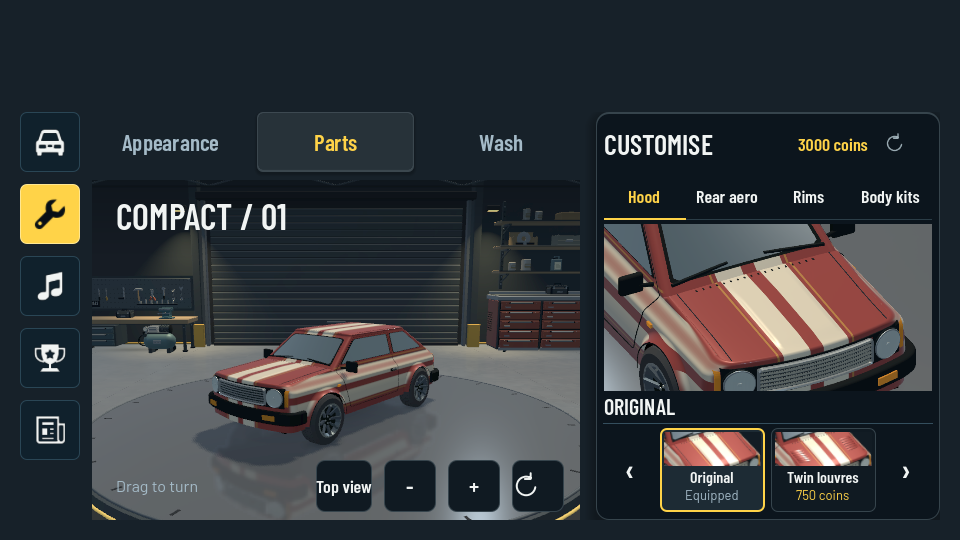 Appearance
Parts
Wash
COMPACT / 01
Drag to turn
Top view
-
+
CUSTOMISE
3000 coins
Hood
Rear aero
Rims
Body kits
ORIGINAL
‹
Original
Equipped
Twin louvres
750 coins
›